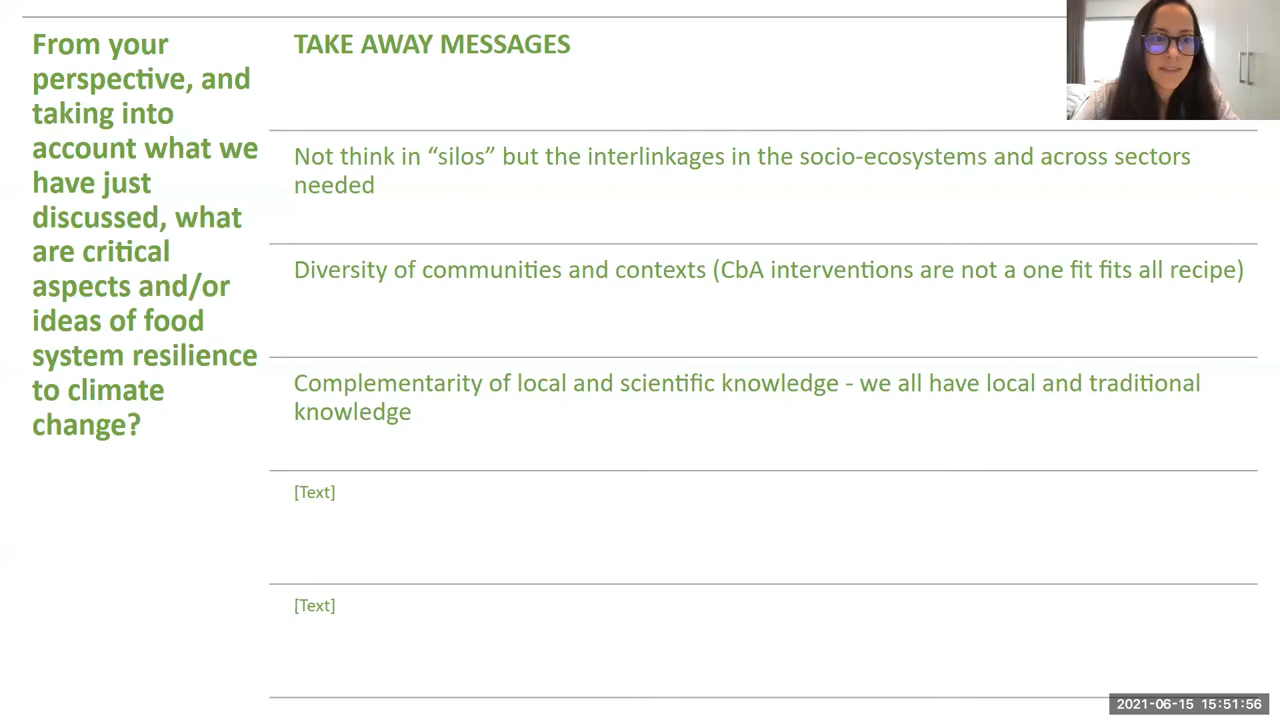 From your
perspective, and
taking into
account what we
have just
discussed, what
are critical
aspects and/or
ideas of food
system resilience
to climate
change?
TAKE AWAY MESSAGES
Not think in “silos” but the interlinkages in the socio-ecosystems and across sectors
needed
Diversity of communities and contexts (CbA interventions are not a one fit fits all recipe)
Complementarity of local and scientific knowledge - we all have local and traditional
knowledge
[Text]
[Text]
2021-06-15 15:51:56